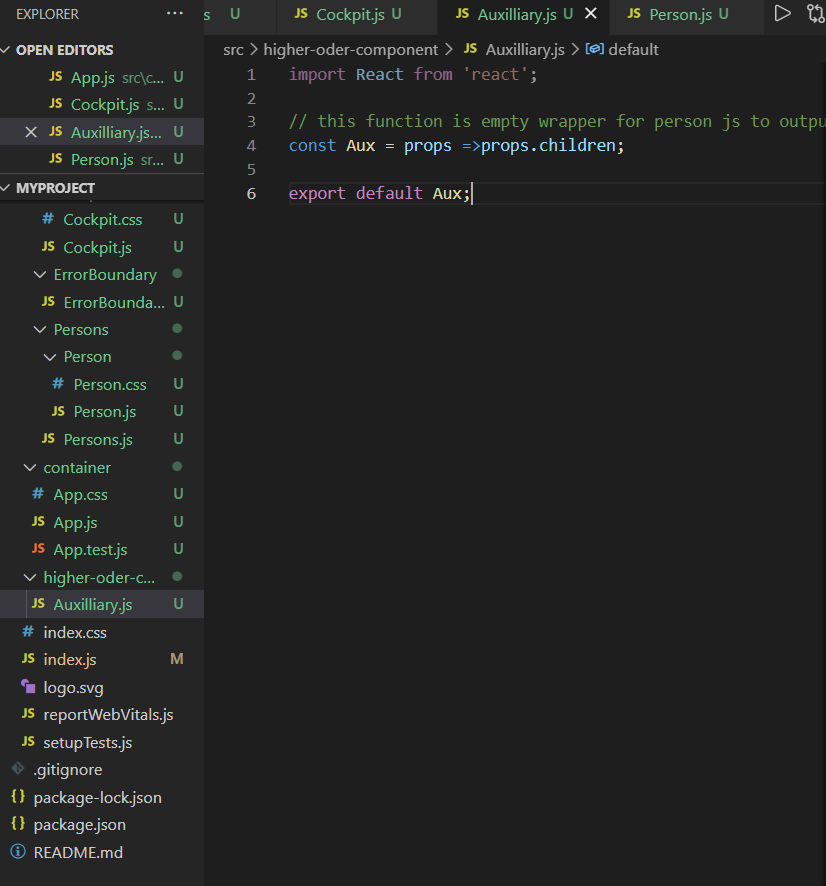 EXPLORER ...
OPEN EDITORS
JS App.js src\c... U
JS Cockpit.js s... U
JS Auxilliary.js... U
JS Person.js sr... U
MYPROJECT
# Cockpit.css U
JS Cockpit.js U
ErrorBoundary
JS ErrorBounda... U
Persons
Person
# Person.css U
JS Person.js U
JS Persons.js U
container
# App.css U
JS App.js U
JS App.test.js U
higher-oder-c...
JS Auxilliary.js U
# index.css
JS index.js M
logo.svg
JS reportWebVitals.js
JS setupTests.js
.gitignore
{} package-lock.json
{} package.json
README.md
s U JS Cockpit.js U JS Auxilliary.js U JS Person.js U
src > higher-oder-component > JS Auxilliary.js > default
1 import React from 'react';
2
3 // this function is empty wrapper for person js to outpu
4 const Aux = props =>props.children;
5
6 export default Aux;